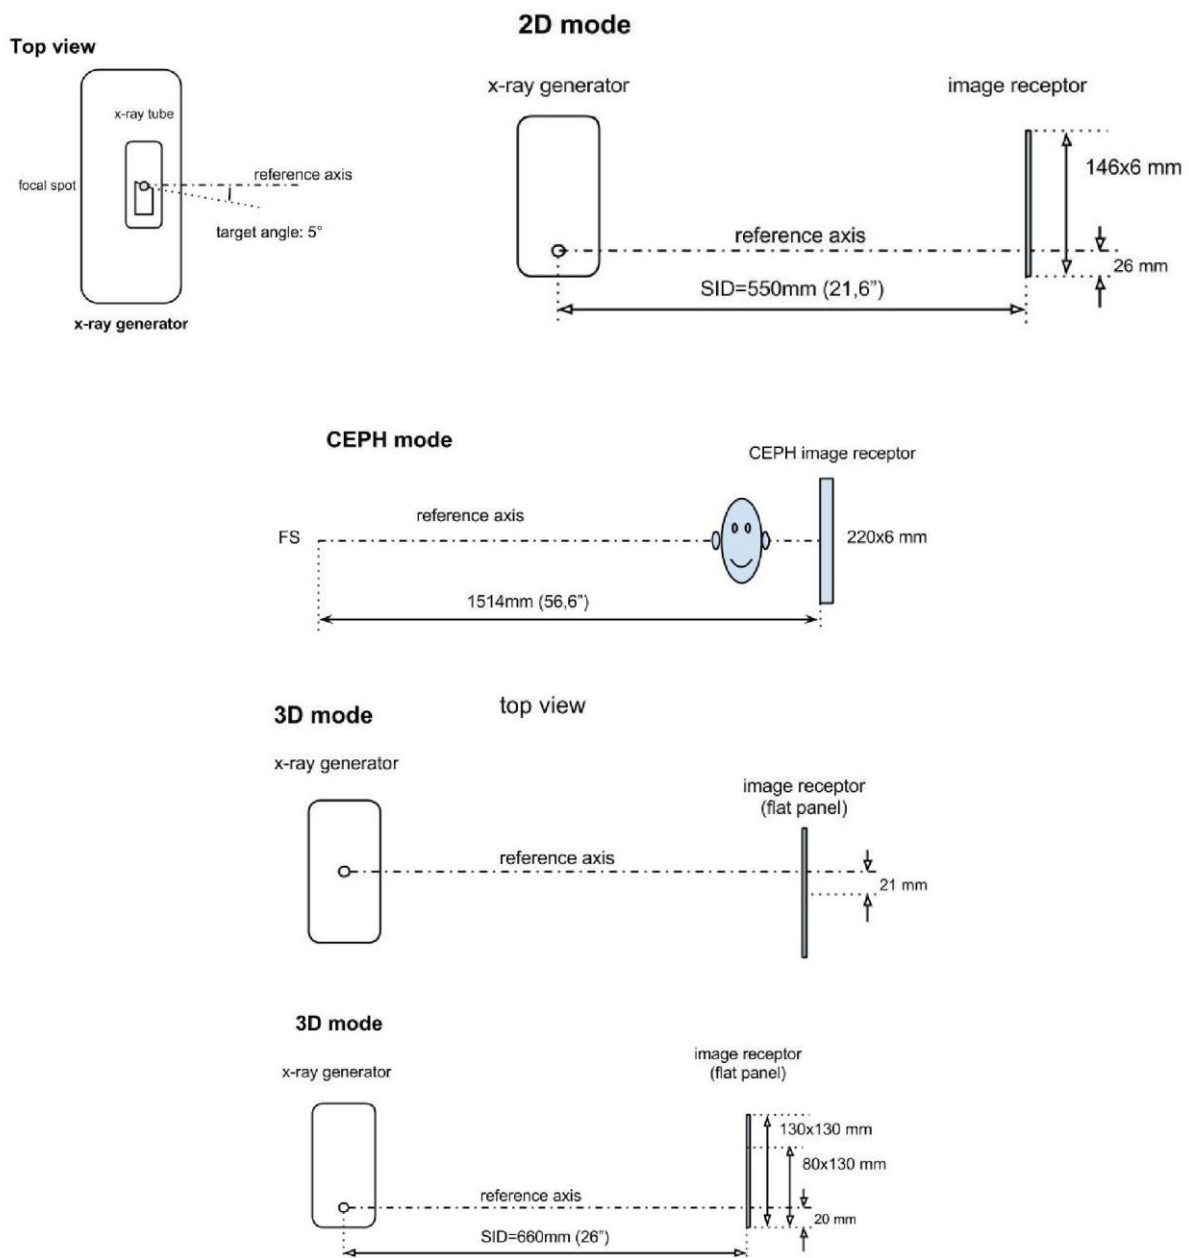 2D mode
Top view
x-ray tube
focal spot
reference axis
target angle: 5°
x-ray generator
x-ray generator
image receptor
146x6 mm
reference axis
26 mm
SID=550mm (21,6")
CEPH mode
CEPH image receptor
reference axis
FS
220x6 mm
1514mm (56,6")
3D mode
top view
x-ray generator
image receptor
(flat panel)
reference axis
21 mm
3D mode
x-ray generator
image receptor
(flat panel)
130x130 mm
80x130 mm
reference axis
20 mm
SID=660mm (26")